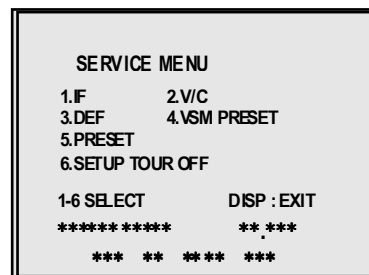 SERVICE MENU
1.IF 2.V/C
3.DEF 4.VSM PRESET
5.PRESET
6.SETUP TOUR OFF
1-6 SELECT DISP : EXIT
*********** **.***
*** ** **** ***